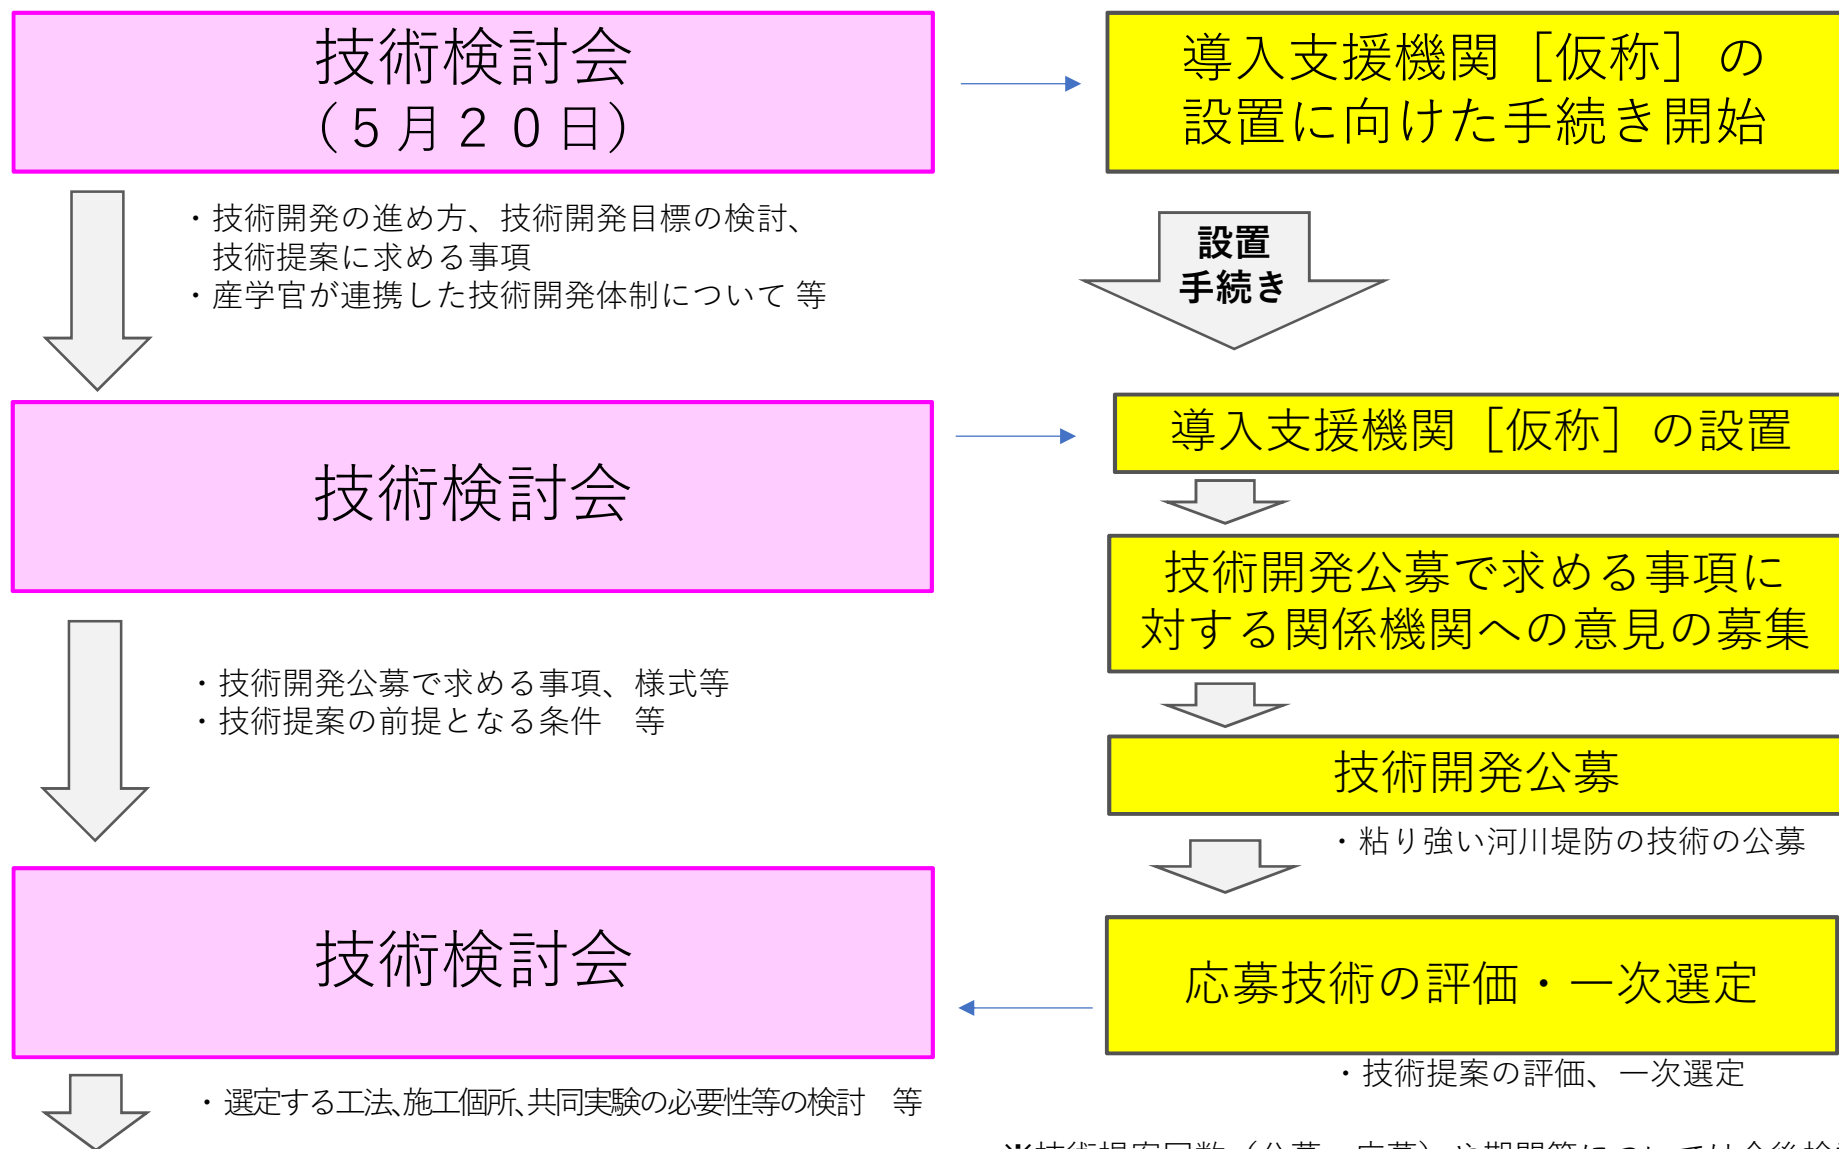 技術検討会
（５月２０日）
導入支援機関［仮称］の
設置に向けた手続き開始
・技術開発の進め方、技術開発目標の検討、
技術提案に求める事項
・産学官が連携した技術開発体制について 等
設置
手続き
技術検討会
導入支援機関［仮称］の設置
技術開発公募で求める事項に
対する関係機関への意見の募集
・技術開発公募で求める事項、様式等
・技術提案の前提となる条件　等
技術開発公募
・粘り強い河川堤防の技術の公募
技術検討会
応募技術の評価・一次選定
・技術提案の評価、一次選定
・選定する工法、施工個所、共同実験の必要性等の検討　等